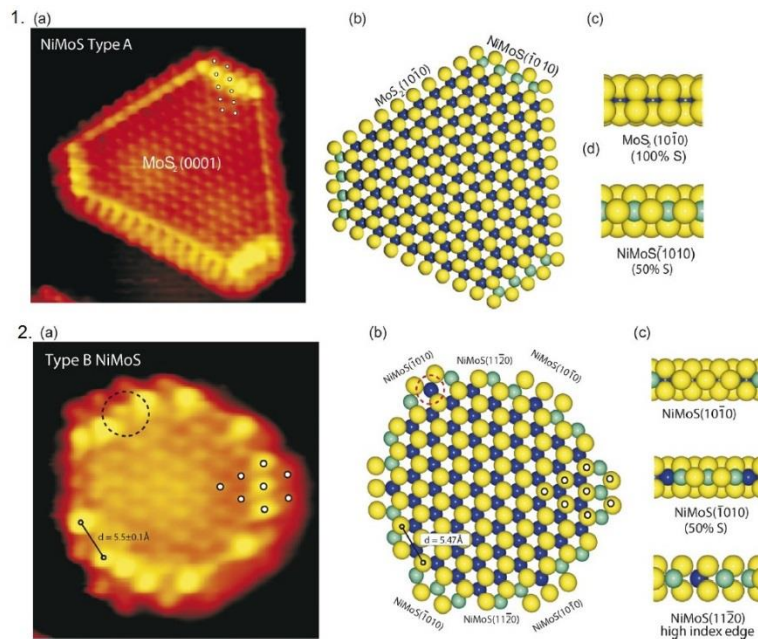 1. (a)
NiMoS Type A
MoS₂(0001)
(b)
MoS₂(101̄0)
NiMoS(1̄010)
(c)
MoS₂(101̄0)
(100% S)
(d)
NiMoS(1̄010)
(50% S)
2. (a)
Type B NiMoS
d = 5.5±0.1Å
(b)
NiMoS(1̄010)
NiMoS(112̄0)
NiMoS(101̄0)
d = 5.47Å
NiMoS(1̄010)
NiMoS(112̄0)
NiMoS(101̄0)
(c)
NiMoS(101̄0)
NiMoS(1̄010)
(50% S)
NiMoS(112̄0)
high index edge